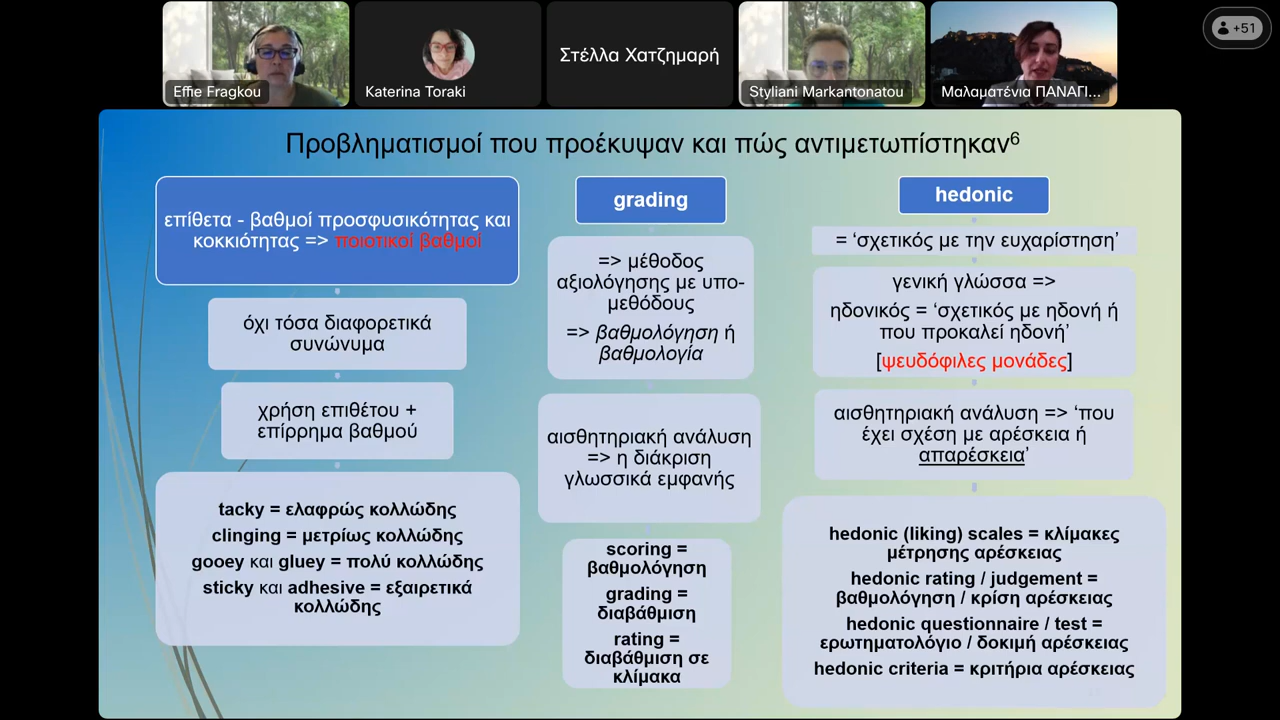 Effie Fragkou
Katerina Toraki
Στέλλα Χατζημαρή
Styliani Markantonatou
Μαλαματένια ΠΑΝΑΓΙ...
+51
Προβληματισμοί που προέκυψαν και πώς αντιμετωπίστηκαν6
επίθετα - βαθμοί προσφυσικότητας και
κοκκιότητας => ποιοτικοί βαθμοί
όχι τόσα διαφορετικά
συνώνυμα
χρήση επιθέτου +
επίρρημα βαθμού
tacky = ελαφρώς κολλώδης
clinging = μετρίως κολλώδης
gooey και gluey = πολύ κολλώδης
sticky και adhesive = εξαιρετικά
κολλώδης
grading
=> μέθοδος
αξιολόγησης με υπο-
μεθόδους
=> βαθμολόγηση ή
βαθμολογία
αισθητηριακή ανάλυση
=> η διάκριση
γλωσσικά εμφανής
scoring =
βαθμολόγηση
grading =
διαβάθμιση
rating =
διαβάθμιση σε
κλίμακα
hedonic
= ‘σχετικός με την ευχαρίστηση’
γενική γλώσσα =>
ηδονικός = ‘σχετικός με ηδονή ή
που προκαλεί ηδονή’
[ψευδόφιλες μονάδες]
αισθητηριακή ανάλυση => ‘που
έχει σχέση με αρέσκεια ή
απαρέσκεια’
hedonic (liking) scales = κλίμακες
μέτρησης αρέσκειας
hedonic rating / judgement =
βαθμολόγηση / κρίση αρέσκειας
hedonic questionnaire / test =
ερωτηματολόγιο / δοκιμή αρέσκειας
hedonic criteria = κριτήρια αρέσκειας